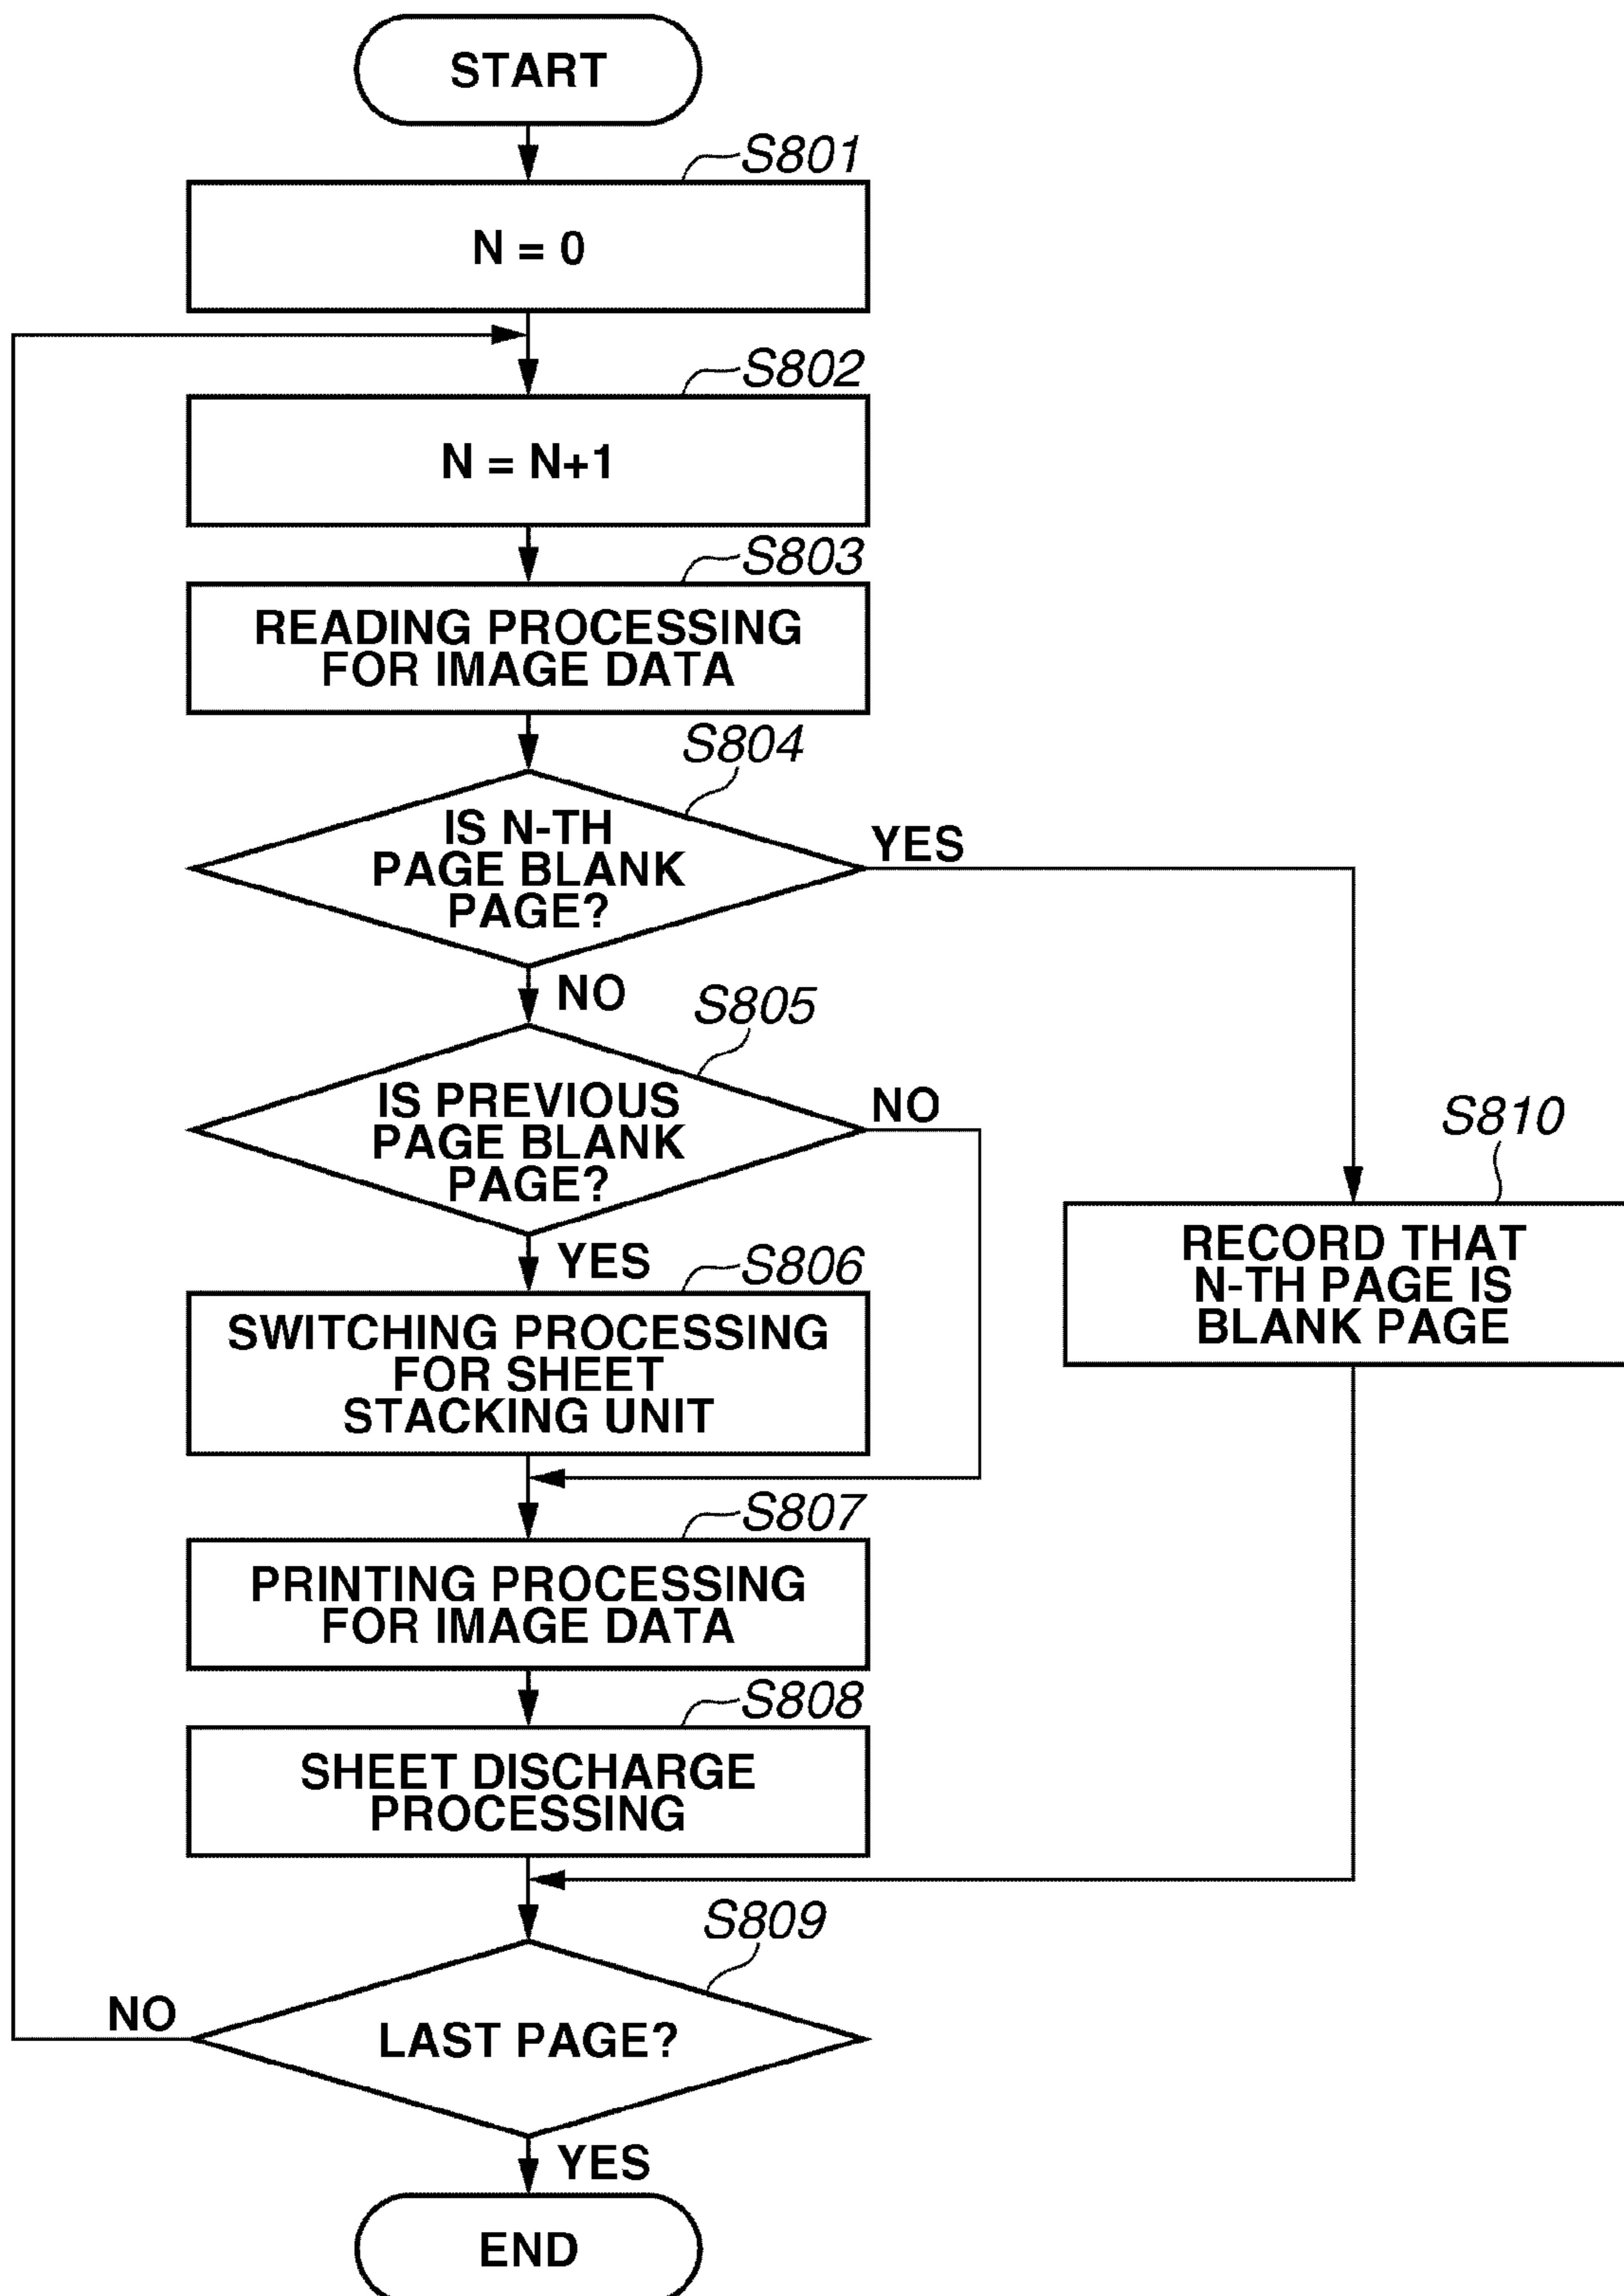 START
S801
N = 0
S802
N = N+1
S803
READING PROCESSING
FOR IMAGE DATA
S804
IS N-TH
PAGE BLANK
PAGE?
YES
NO
S805
IS PREVIOUS
PAGE BLANK
PAGE?
NO
YES
S806
SWITCHING PROCESSING
FOR SHEET
STACKING UNIT
S810
RECORD THAT
N-TH PAGE IS
BLANK PAGE
S807
PRINTING PROCESSING
FOR IMAGE DATA
S808
SHEET DISCHARGE
PROCESSING
S809
LAST PAGE?
NO
YES
END